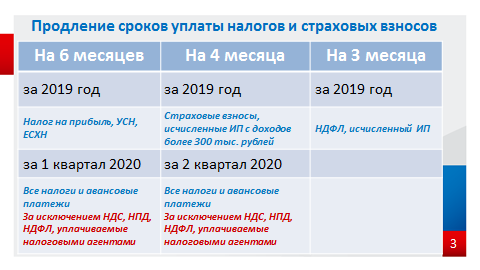 Продление сроков уплаты налогов и страховых взносов
На 6 месяцев
На 4 месяца
На 3 месяца
за 2019 год
за 2019 год
за 2019 год
Налог на прибыль, УСН,
ЕСХН
Страховые взносы,
исчисленные ИП с доходов
более 300 тыс. рублей
НДФЛ, исчисленный ИП
за 1 квартал 2020
за 2 квартал 2020
Все налоги и авансовые
платежи
За исключением НДС, НПД,
НДФЛ, уплачиваемые
налоговыми агентами
Все налоги и авансовые
платежи
За исключением НДС, НПД,
НДФЛ, уплачиваемые
налоговыми агентами
3